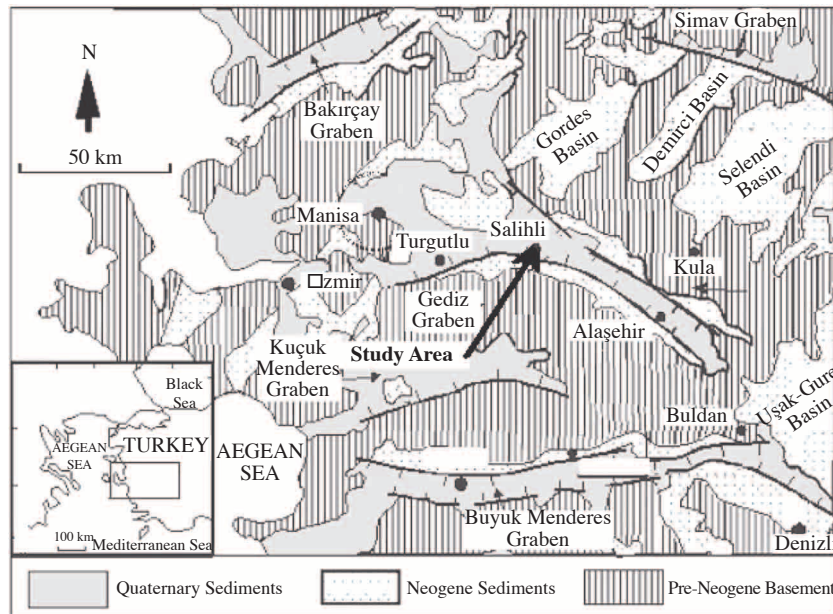 Simav Graben
N
Bakırçay
Graben
Gordes
Basin
Demirci Basin
Selendi
Basin
50 km
Manisa
Salihli
Turgutlu
□zmir
Kula
Gediz
Graben
Alaşehir
Kuçuk
Menderes
Graben
Study Area
Buldan
Uşak-Gure
Basin
Black
Sea
AEGEAN
SEA
TURKEY
AEGEAN
SEA
100 km
Mediterranean Sea
Buyuk Menderes
Graben
Denizli
Quaternary Sediments
Neogene Sediments
Pre-Neogene Basement